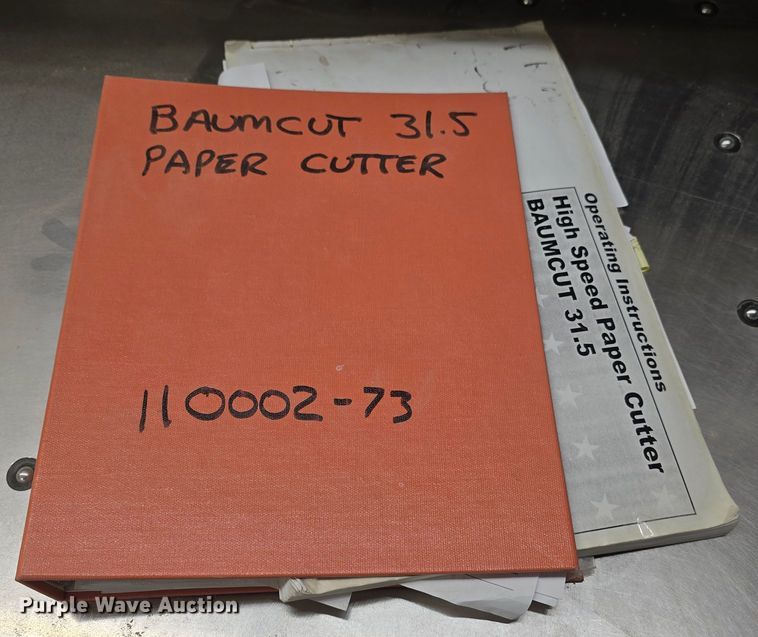 BAUMCUT 31.5
PAPER CUTTER
110002-73
Operating Instructions
High Speed Paper Cutter
BAUMCUT 31.5
Purple Wave Auction